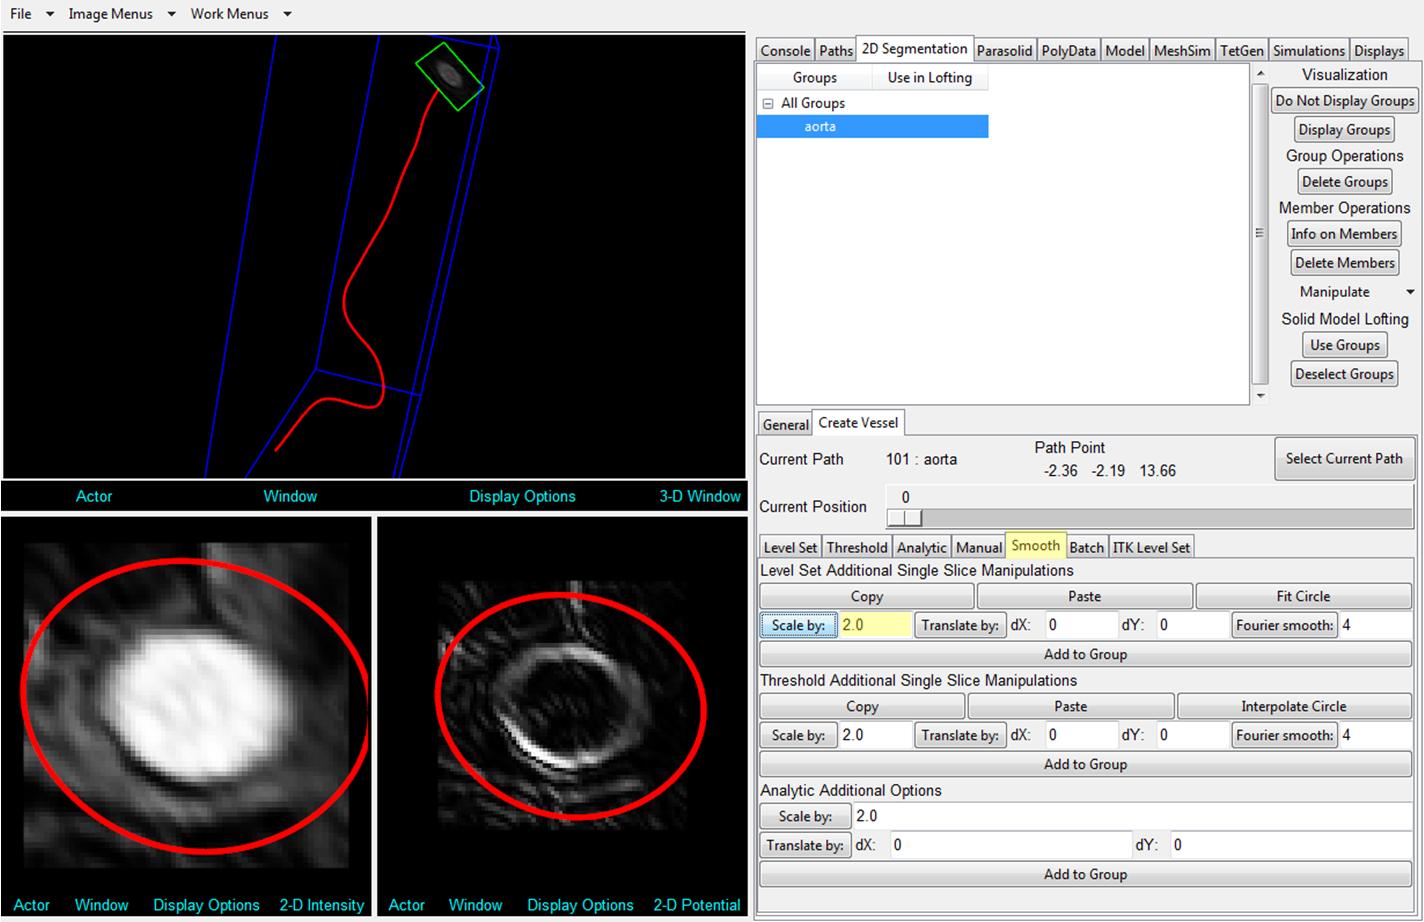 File Image Menus Work Menus
Console Paths 2D Segmentation Parasolid PolyData Model MeshSim TetGen Simulations Displays
Groups Use in Lofting
All Groups
aorta
Visualization
Do Not Display Groups
Display Groups
Group Operations
Delete Groups
Member Operations
Info on Members
Delete Members
Manipulate
Solid Model Lofting
Use Groups
Deselect Groups
General Create Vessel
Current Path 101 : aorta
Path Point
-2.36 -2.19 13.66
Select Current Path
Current Position 0
Level Set Threshold Analytic Manual Smooth Batch ITK Level Set
Level Set Additional Single Slice Manipulations
Copy Paste Fit Circle
Scale by: 2.0 Translate by: dX: 0 dY: 0 Fourier smooth: 4
Add to Group
Threshold Additional Single Slice Manipulations
Copy Paste Interpolate Circle
Scale by: 2.0 Translate by: dX: 0 dY: 0 Fourier smooth: 4
Add to Group
Analytic Additional Options
Scale by: 2.0
Translate by: dX: 0 dY: 0
Add to Group
Actor Window Display Options 3-D Window
Actor Window Display Options 2-D Intensity
Actor Window Display Options 2-D Potential